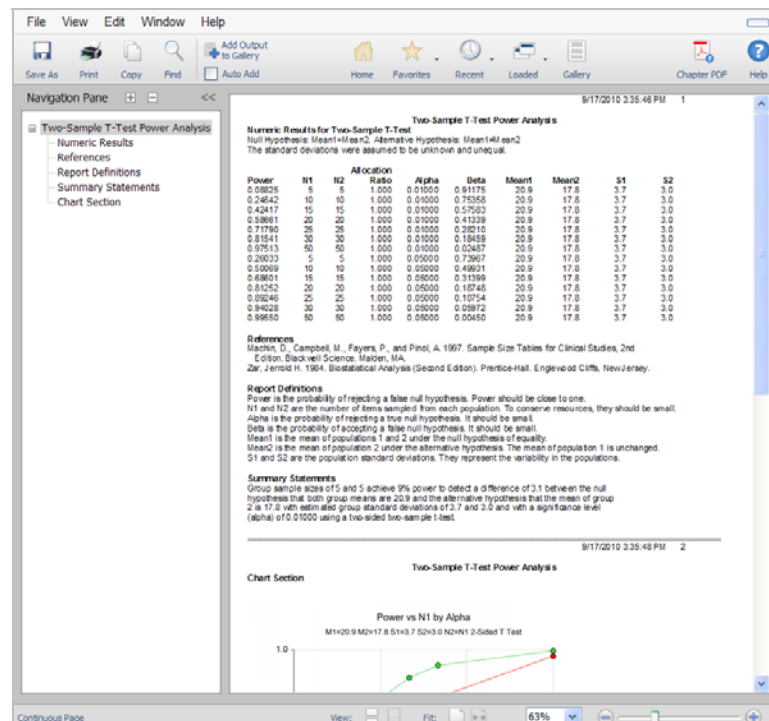 File View Edit Window Help
Add Output
to Gallery
Save As Print Copy Find Auto Add Home Favorites Recent Loaded Gallery Chapter PDF Help
Navigation Pane <<
Two-Sample T-Test Power Analysis
Numeric Results
References
Report Definitions
Summary Statements
Chart Section
9/17/2010 3:35:46 PM 1
Two-Sample T-Test Power Analysis
Numeric Results for Two-Sample T-Test
Null Hypothesis: Mean1=Mean2. Alternative Hypothesis: Mean1≠Mean2
The standard deviations were assumed to be unknown and unequal.
Allocation
Power N1 N2 Ratio Alpha Beta Mean1 Mean2 S1 S2
0.08825 5 5 1.000 0.01000 0.91175 20.9 17.8 3.7 3.0
0.24642 10 10 1.000 0.01000 0.75358 20.9 17.8 3.7 3.0
0.42417 15 15 1.000 0.01000 0.57583 20.9 17.8 3.7 3.0
0.58661 20 20 1.000 0.01000 0.41339 20.9 17.8 3.7 3.0
0.71790 25 25 1.000 0.01000 0.28210 20.9 17.8 3.7 3.0
0.81541 30 30 1.000 0.01000 0.18459 20.9 17.8 3.7 3.0
0.97513 50 50 1.000 0.01000 0.02487 20.9 17.8 3.7 3.0
0.26033 5 5 1.000 0.05000 0.73967 20.9 17.8 3.7 3.0
0.50069 10 10 1.000 0.05000 0.49931 20.9 17.8 3.7 3.0
0.68601 15 15 1.000 0.05000 0.31399 20.9 17.8 3.7 3.0
0.81252 20 20 1.000 0.05000 0.18748 20.9 17.8 3.7 3.0
0.89246 25 25 1.000 0.05000 0.10754 20.9 17.8 3.7 3.0
0.94028 30 30 1.000 0.05000 0.05972 20.9 17.8 3.7 3.0
0.99550 50 50 1.000 0.05000 0.00450 20.9 17.8 3.7 3.0
References
Machin, D., Campbell, M., Fayers, P., and Pinol, A. 1997. Sample Size Tables for Clinical Studies, 2nd
Edition. Blackwell Science. Malden, MA.
Zar, Jerrold H. 1984. Biostatistical Analysis (Second Edition). Prentice-Hall. Englewood Cliffs, New Jersey.
Report Definitions
Power is the probability of rejecting a false null hypothesis. Power should be close to one.
N1 and N2 are the number of items sampled from each population. To conserve resources, they should be small.
Alpha is the probability of rejecting a true null hypothesis. It should be small.
Beta is the probability of accepting a false null hypothesis. It should be small.
Mean1 is the mean of populations 1 and 2 under the null hypothesis of equality.
Mean2 is the mean of population 2 under the alternative hypothesis. The mean of population 1 is unchanged.
S1 and S2 are the population standard deviations. They represent the variability in the populations.
Summary Statements
Group sample sizes of 5 and 5 achieve 9% power to detect a difference of 3.1 between the null
hypothesis that both group means are 20.9 and the alternative hypothesis that the mean of group
2 is 17.8 with estimated group standard deviations of 3.7 and 3.0 and with a significance level
(alpha) of 0.01000 using a two-sided two-sample t-test.
9/17/2010 3:35:48 PM 2
Two-Sample T-Test Power Analysis
Chart Section
Power vs N1 by Alpha
M1=20.9 M2=17.8 S1=3.7 S2=3.0 N2=N1 2-Sided T Test
1.0
Continuous Page View: Fit: 63%